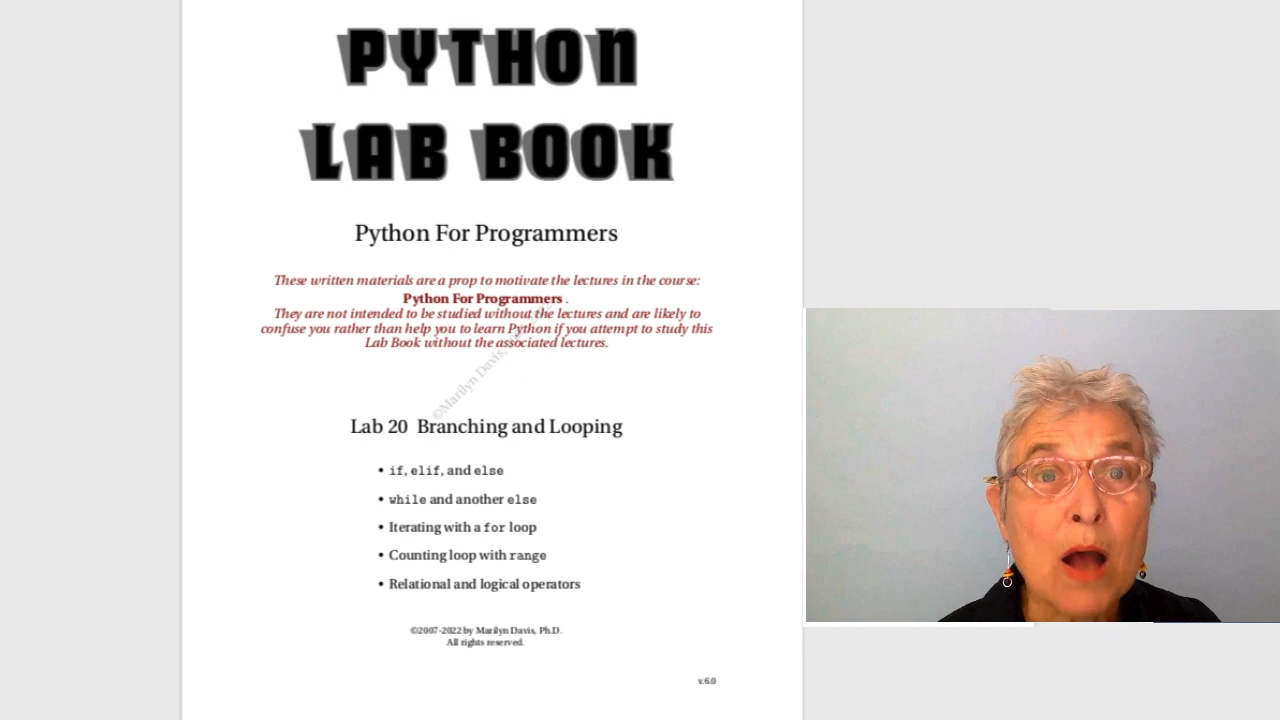 PYTHON
LAB BOOK
Python For Programmers
These written materials are a prop to motivate the lectures in the course:
Python For Programmers .
They are not intended to be studied without the lectures and are likely to
confuse you rather than help you to learn Python if you attempt to study this
Lab Book without the associated lectures.
©Marilyn Davis,
Lab 20 Branching and Looping
• if, elif, and else
• while and another else
• Iterating with a for loop
• Counting loop with range
• Relational and logical operators
©2007-2022 by Marilyn Davis, Ph.D.
All rights reserved.
v.6.0